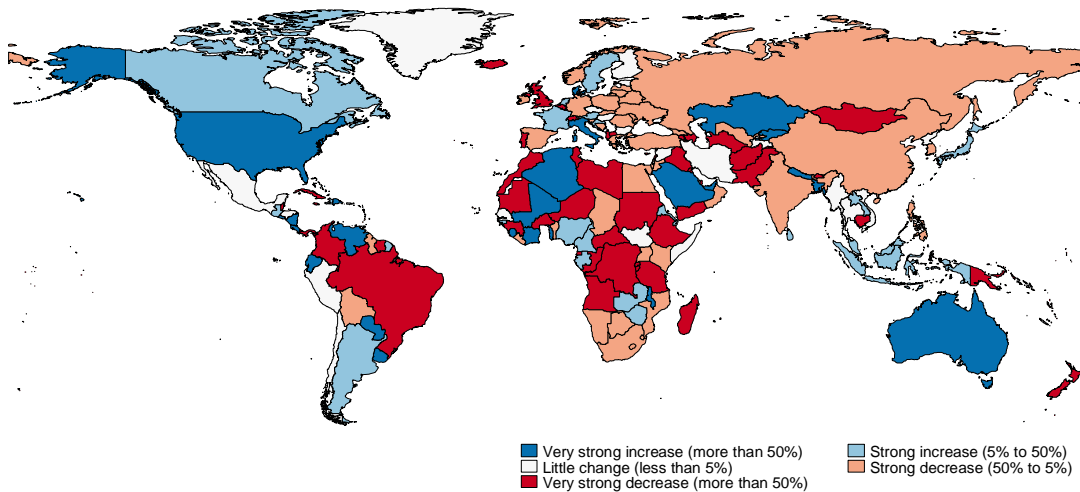 Very strong increase (more than 50%)
Little change (less than 5%)
Very strong decrease (more than 50%)
Strong increase (5% to 50%)
Strong decrease (50% to 5%)